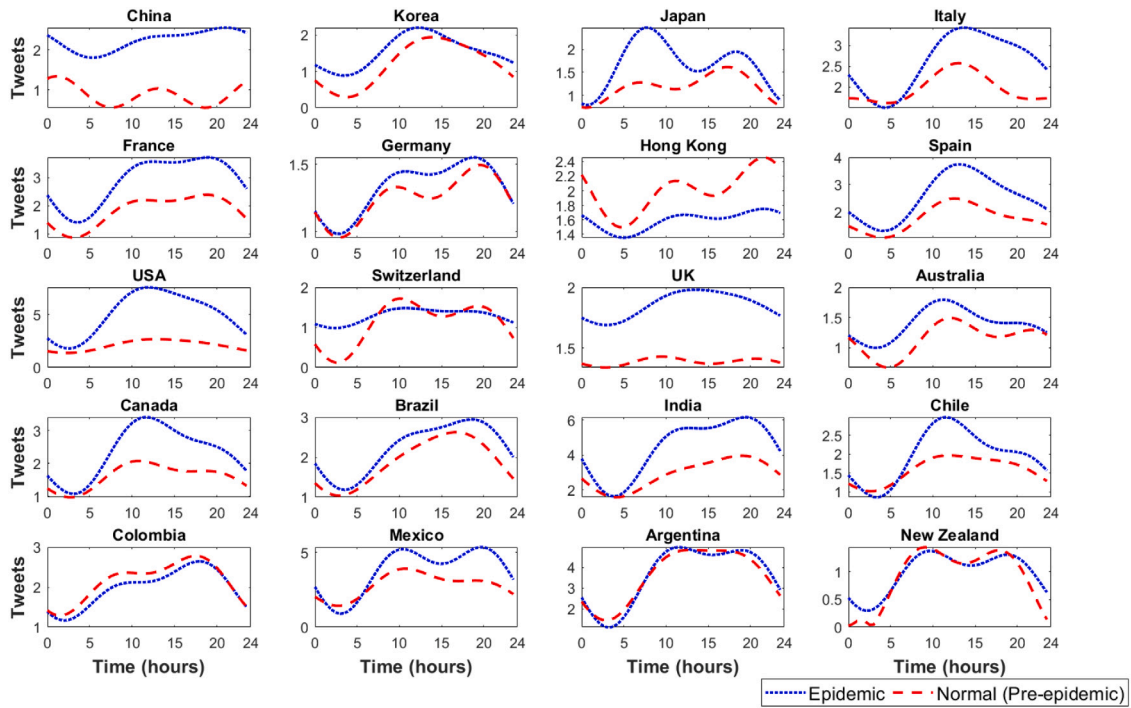 China Korea Japan Italy
Tweets
2
1
0 5 10 15 20 24
2
1
0 5 10 15 20 24
2
1.5
1
0 5 10 15 20 24
3
2.5
2
0 5 10 15 20 24
France Germany Hong Kong Spain
Tweets
3
2
1
0 5 10 15 20 24
1.5
1
0 5 10 15 20 24
2.4
2.2
2
1.8
1.6
1.4
0 5 10 15 20 24
4
3
2
0 5 10 15 20 24
USA Switzerland UK Australia
Tweets
5
0
0 5 10 15 20 24
2
1
0
0 5 10 15 20 24
2
1.5
0 5 10 15 20 24
2
1.5
1
0 5 10 15 20 24
Canada Brazil India Chile
Tweets
3
2
1
0 5 10 15 20 24
3
2
1
0 5 10 15 20 24
6
4
2
0 5 10 15 20 24
2.5
2
1.5
1
0 5 10 15 20 24
Colombia Mexico Argentina New Zealand
Tweets
3
2
1
0 5 10 15 20 24
5
0
0 5 10 15 20 24
4
3
2
0 5 10 15 20 24
1
0.5
0
0 5 10 15 20 24
Time (hours) Time (hours) Time (hours) Time (hours)
Epidemic Normal (Pre-epidemic)